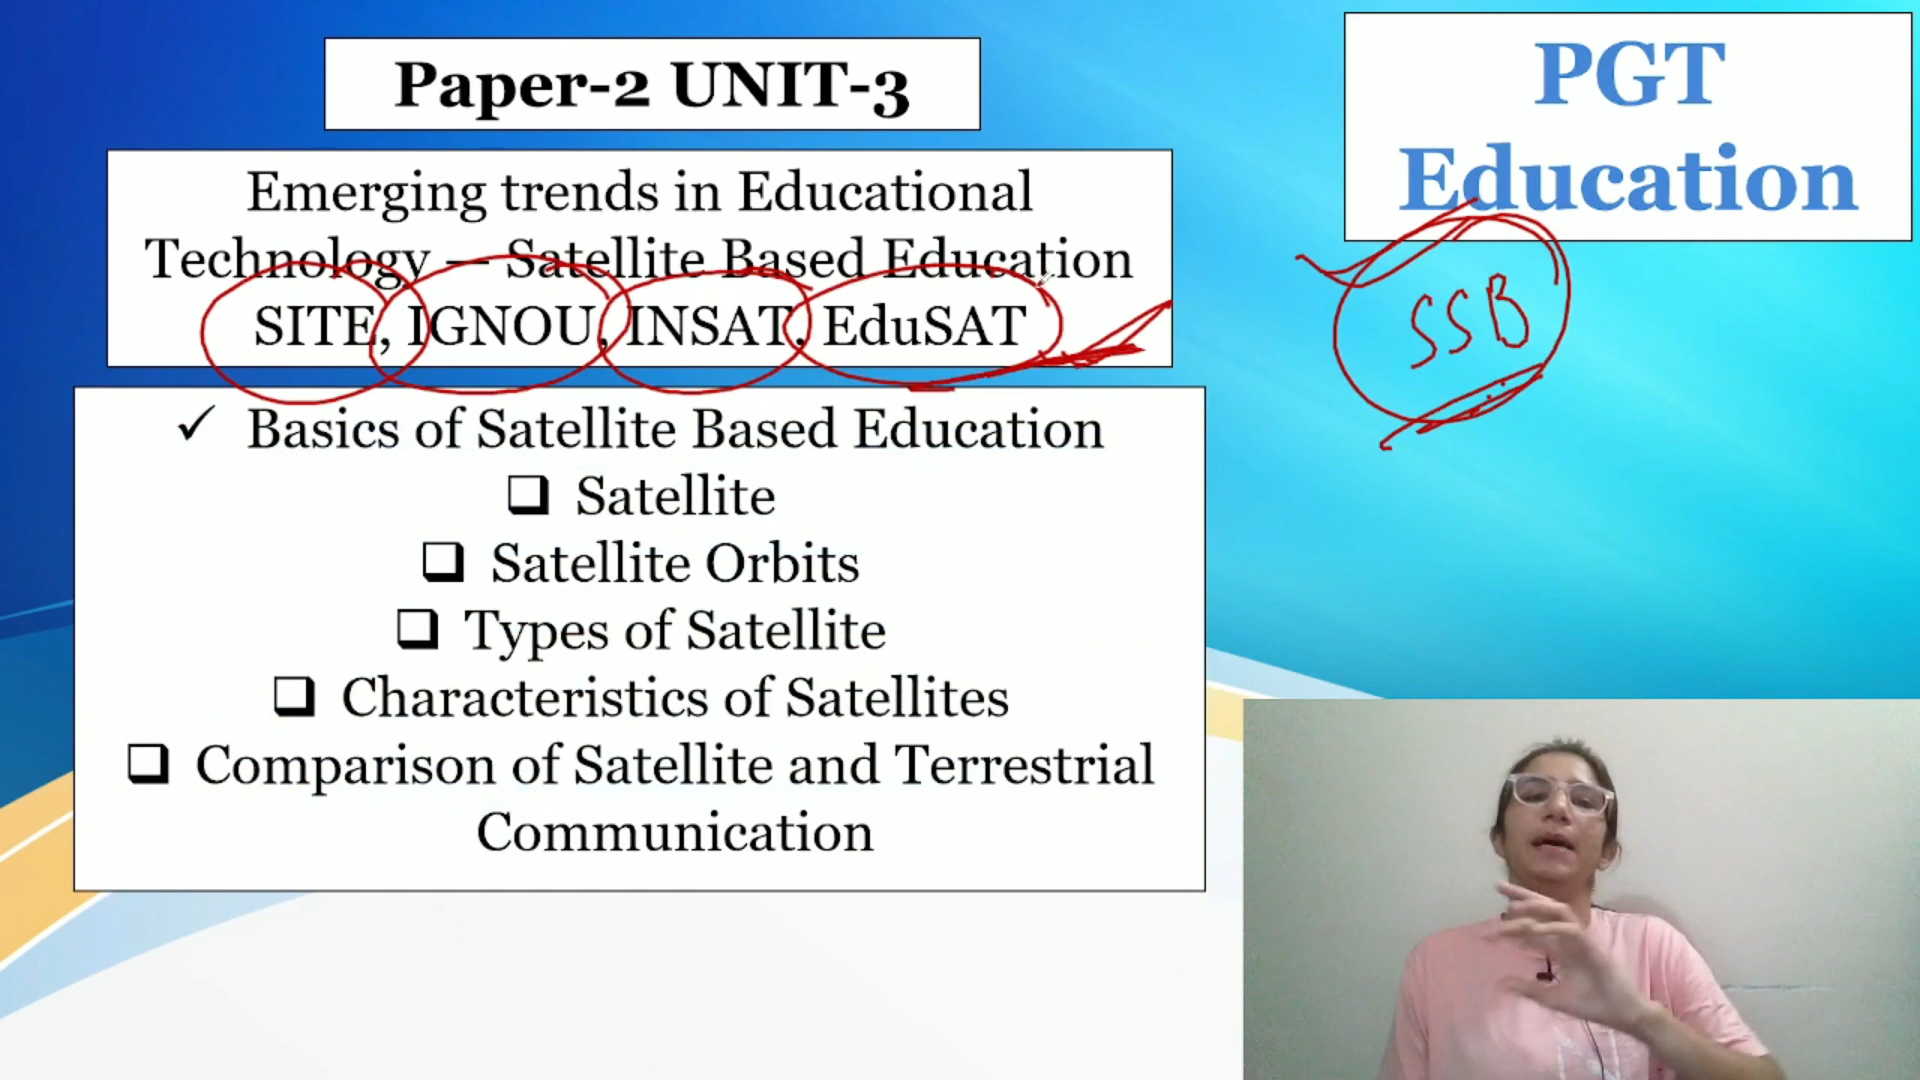 Paper-2 UNIT-3
PGT
Education
Emerging trends in Educational
Technology — Satellite Based Education
SITE, IGNOU, INSAT, EduSAT
SSB
✓ Basics of Satellite Based Education
❑ Satellite
❑ Satellite Orbits
❑ Types of Satellite
❑ Characteristics of Satellites
❑ Comparison of Satellite and Terrestrial
Communication